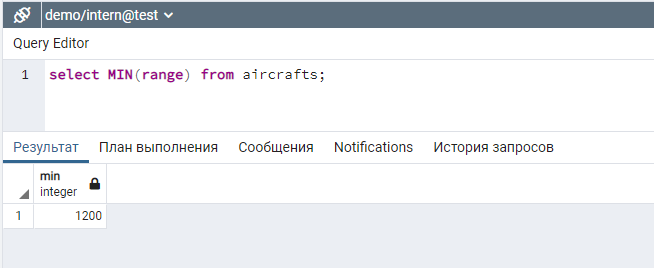 demo/intern@test
Query Editor
1 select MIN(range) from aircrafts;
Результат План выполнения Сообщения Notifications История запросов
min
integer
1 1200